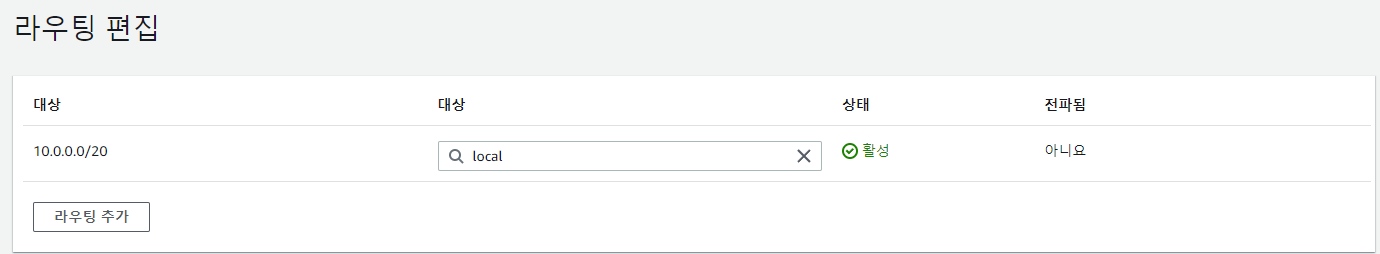 라우팅 편집
대상 대상 상태 전파됨
10.0.0.0/20 local 활성 아니요
라우팅 추가